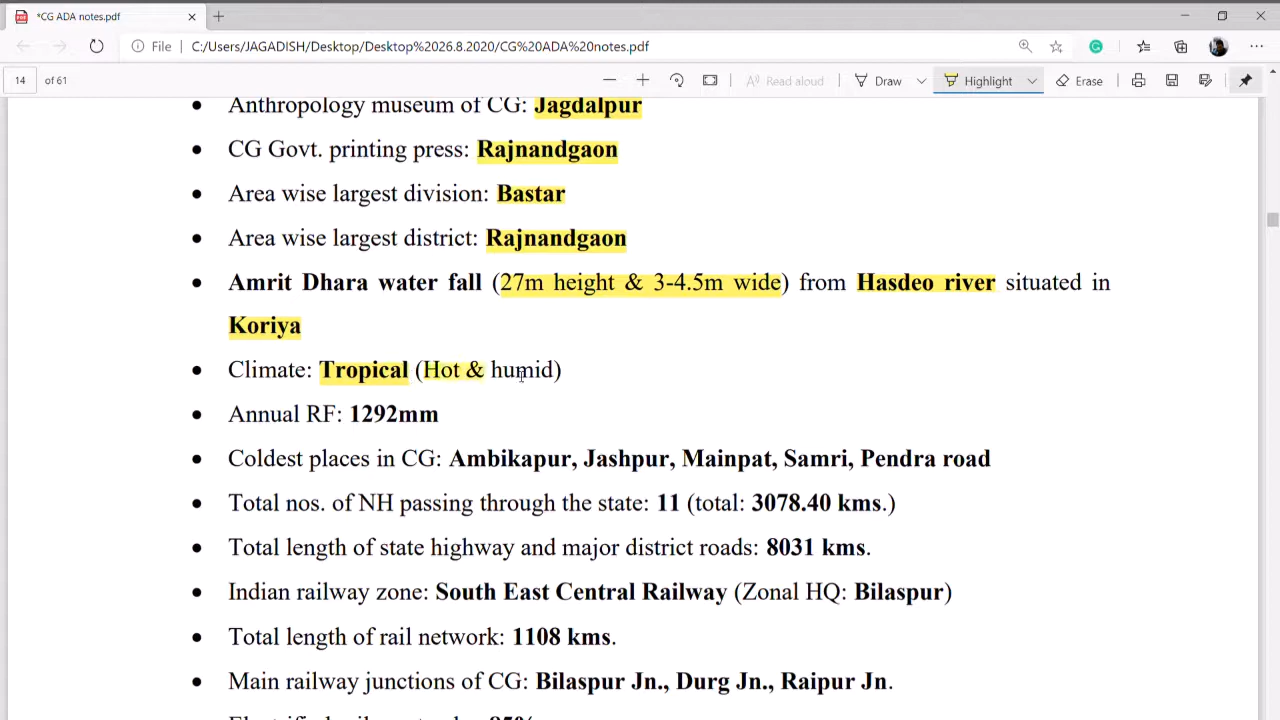 *CG ADA notes.pdf
File | C:/Users/JAGADISH/Desktop/Desktop%2026.8.2020/CG%20ADA%20notes.pdf
14 of 61
Read aloud
Draw
Highlight
Erase
• Anthropology museum of CG: Jagdalpur
• CG Govt. printing press: Rajnandgaon
• Area wise largest division: Bastar
• Area wise largest district: Rajnandgaon
• Amrit Dhara water fall (27m height & 3-4.5m wide) from Hasdeo river situated in
Koriya
• Climate: Tropical (Hot & humid)
• Annual RF: 1292mm
• Coldest places in CG: Ambikapur, Jashpur, Mainpat, Samri, Pendra road
• Total nos. of NH passing through the state: 11 (total: 3078.40 kms.)
• Total length of state highway and major district roads: 8031 kms.
• Indian railway zone: South East Central Railway (Zonal HQ: Bilaspur)
• Total length of rail network: 1108 kms.
• Main railway junctions of CG: Bilaspur Jn., Durg Jn., Raipur Jn.